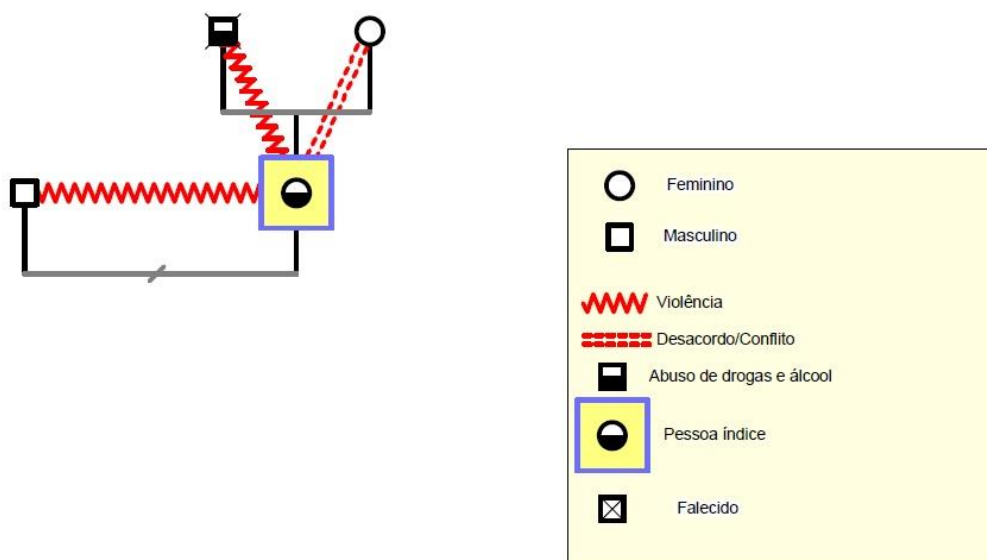 Feminino
Masculino
Violência
Desacordo/Conflito
Abuso de drogas e álcool
Pessoa índice
Falecido